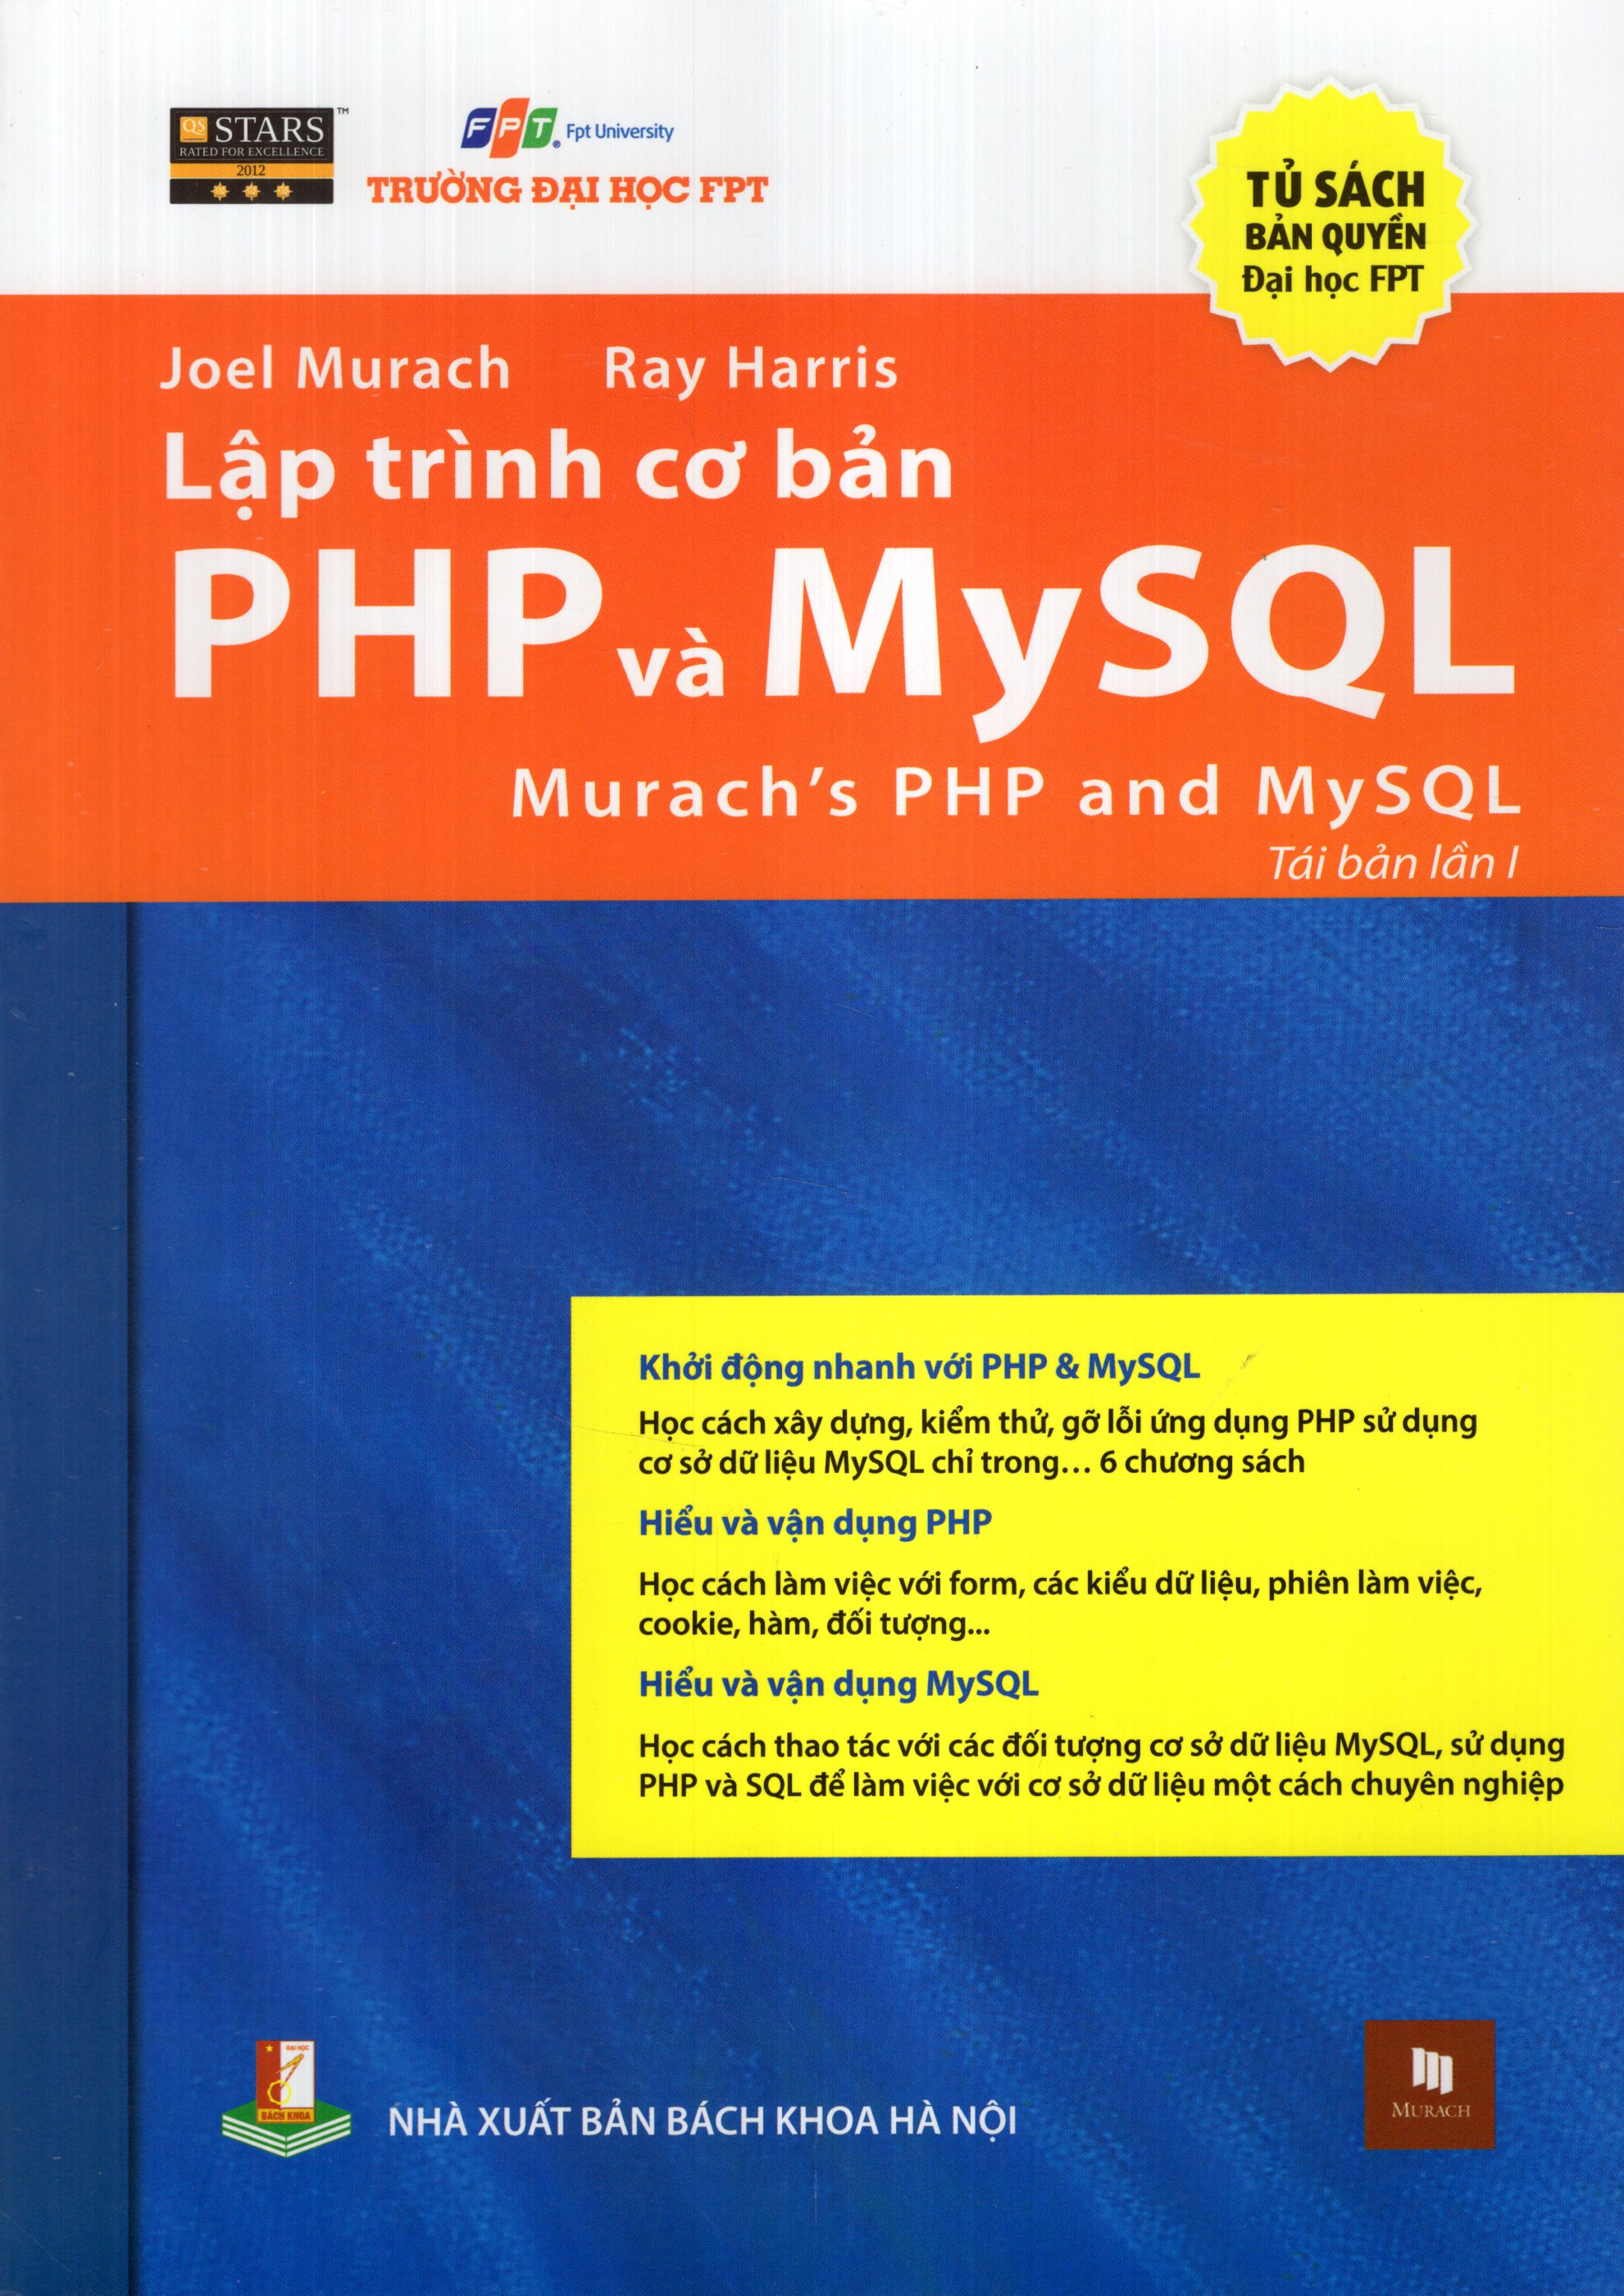 QS STARS™
RATED FOR EXCELLENCE
2012
FPT® Fpt University
TRƯỜNG ĐẠI HỌC FPT
TỦ SÁCH
BẢN QUYỀN
Đại học FPT
Joel Murach Ray Harris
Lập trình cơ bản
PHP và MySQL
Murach's PHP and MySQL
Tái bản lần I
Khởi động nhanh với PHP & MySQL
Học cách xây dựng, kiểm thử, gỡ lỗi ứng dụng PHP sử dụng
cơ sở dữ liệu MySQL chỉ trong… 6 chương sách
Hiểu và vận dụng PHP
Học cách làm việc với form, các kiểu dữ liệu, phiên làm việc,
cookie, hàm, đối tượng...
Hiểu và vận dụng MySQL
Học cách thao tác với các đối tượng cơ sở dữ liệu MySQL, sử dụng
PHP và SQL để làm việc với cơ sở dữ liệu một cách chuyên nghiệp
ĐẠI HỌC
BÁCH KHOA
NHÀ XUẤT BẢN BÁCH KHOA HÀ NỘI
MURACH